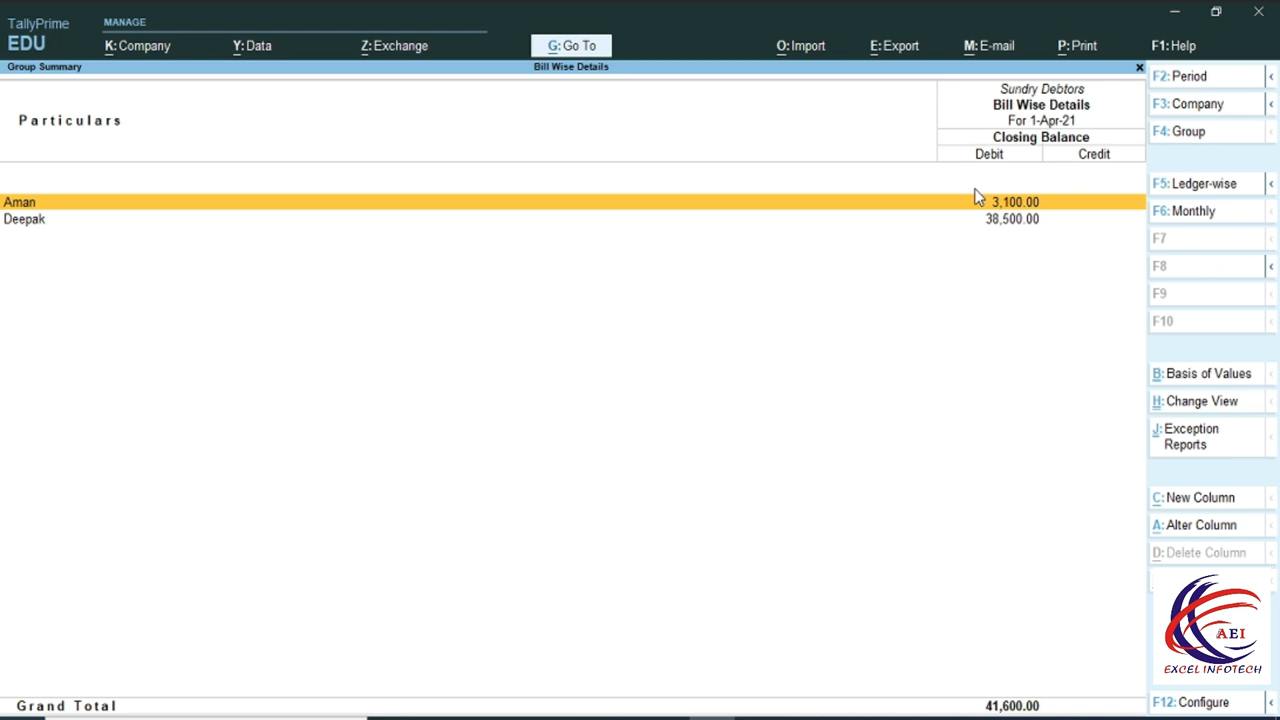 TallyPrime
EDU
MANAGE
K: Company Y: Data Z: Exchange G: Go To O: Import E: Export M: E-mail P: Print F1: Help
Group Summary Bill Wise Details x
Particulars
Sundry Debtors
Bill Wise Details
For 1-Apr-21
Closing Balance
Debit Credit
Aman 3,100.00
Deepak 38,500.00
Grand Total 41,600.00
F2: Period
F3: Company
F4: Group
F5: Ledger-wise
F6: Monthly
F7
F8
F9
F10
B: Basis of Values
H: Change View
J: Exception
Reports
C: New Column
A: Alter Column
D: Delete Column
AEI
EXCEL INFOTECH
F12: Configure